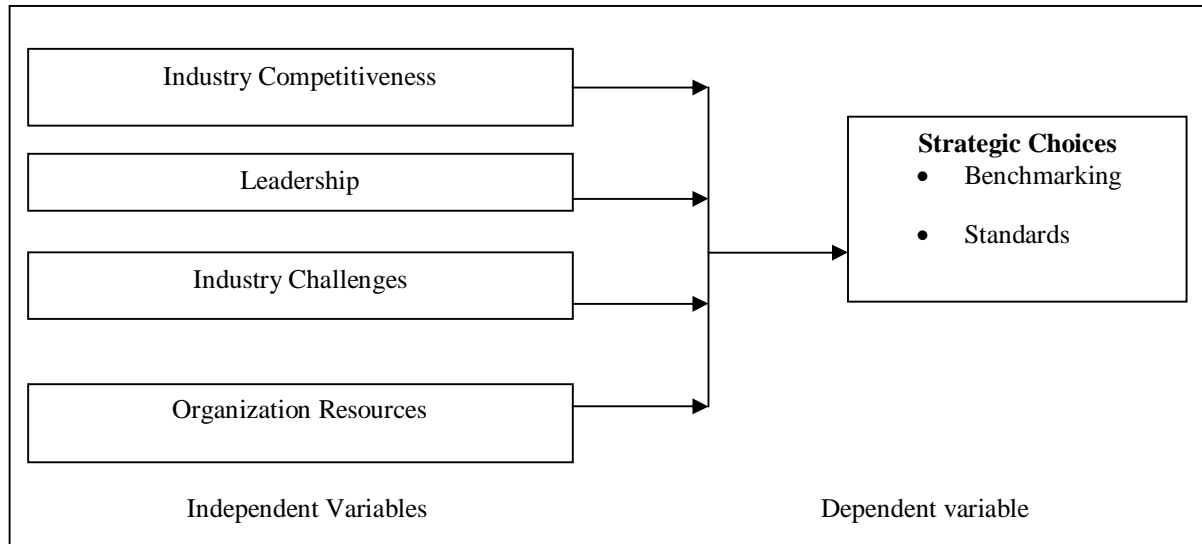 Industry Competitiveness
Leadership
Industry Challenges
Organization Resources
Strategic Choices
• Benchmarking
• Standards
Independent Variables
Dependent variable